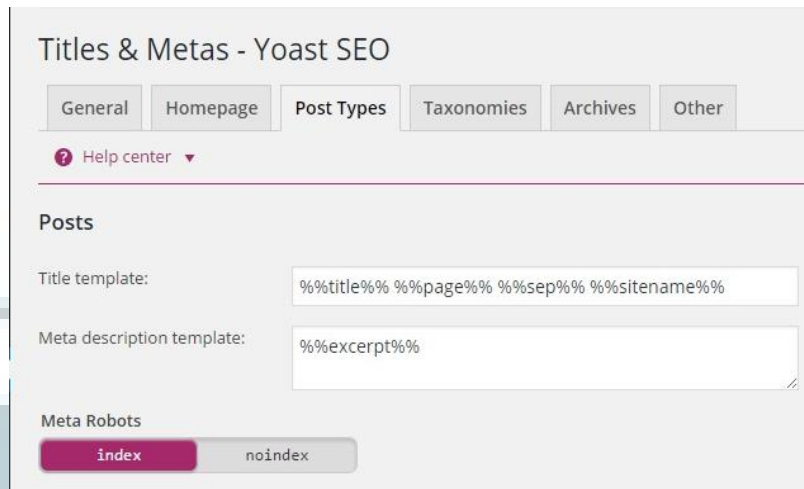 Titles & Metas - Yoast SEO
General Homepage Post Types Taxonomies Archives Other
? Help center ▼
Posts
Title template: %%title%% %%page%% %%sep%% %%sitename%%
Meta description template: %%excerpt%%
Meta Robots
index noindex